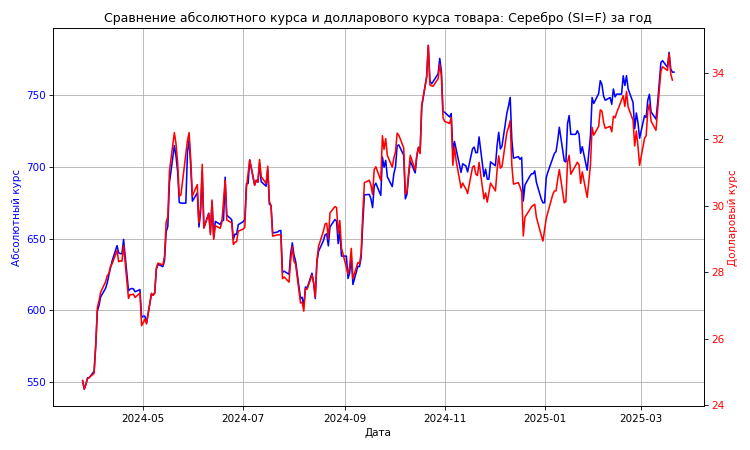 Сравнение абсолютного курса и долларового курса товара: Серебро (SI=F) за год
Абсолютный курс
750
700
650
600
550
34
32
30
28
26
24
Долларовый курс
2024-05 2024-07 2024-09 2024-11 2025-01 2025-03
Дата